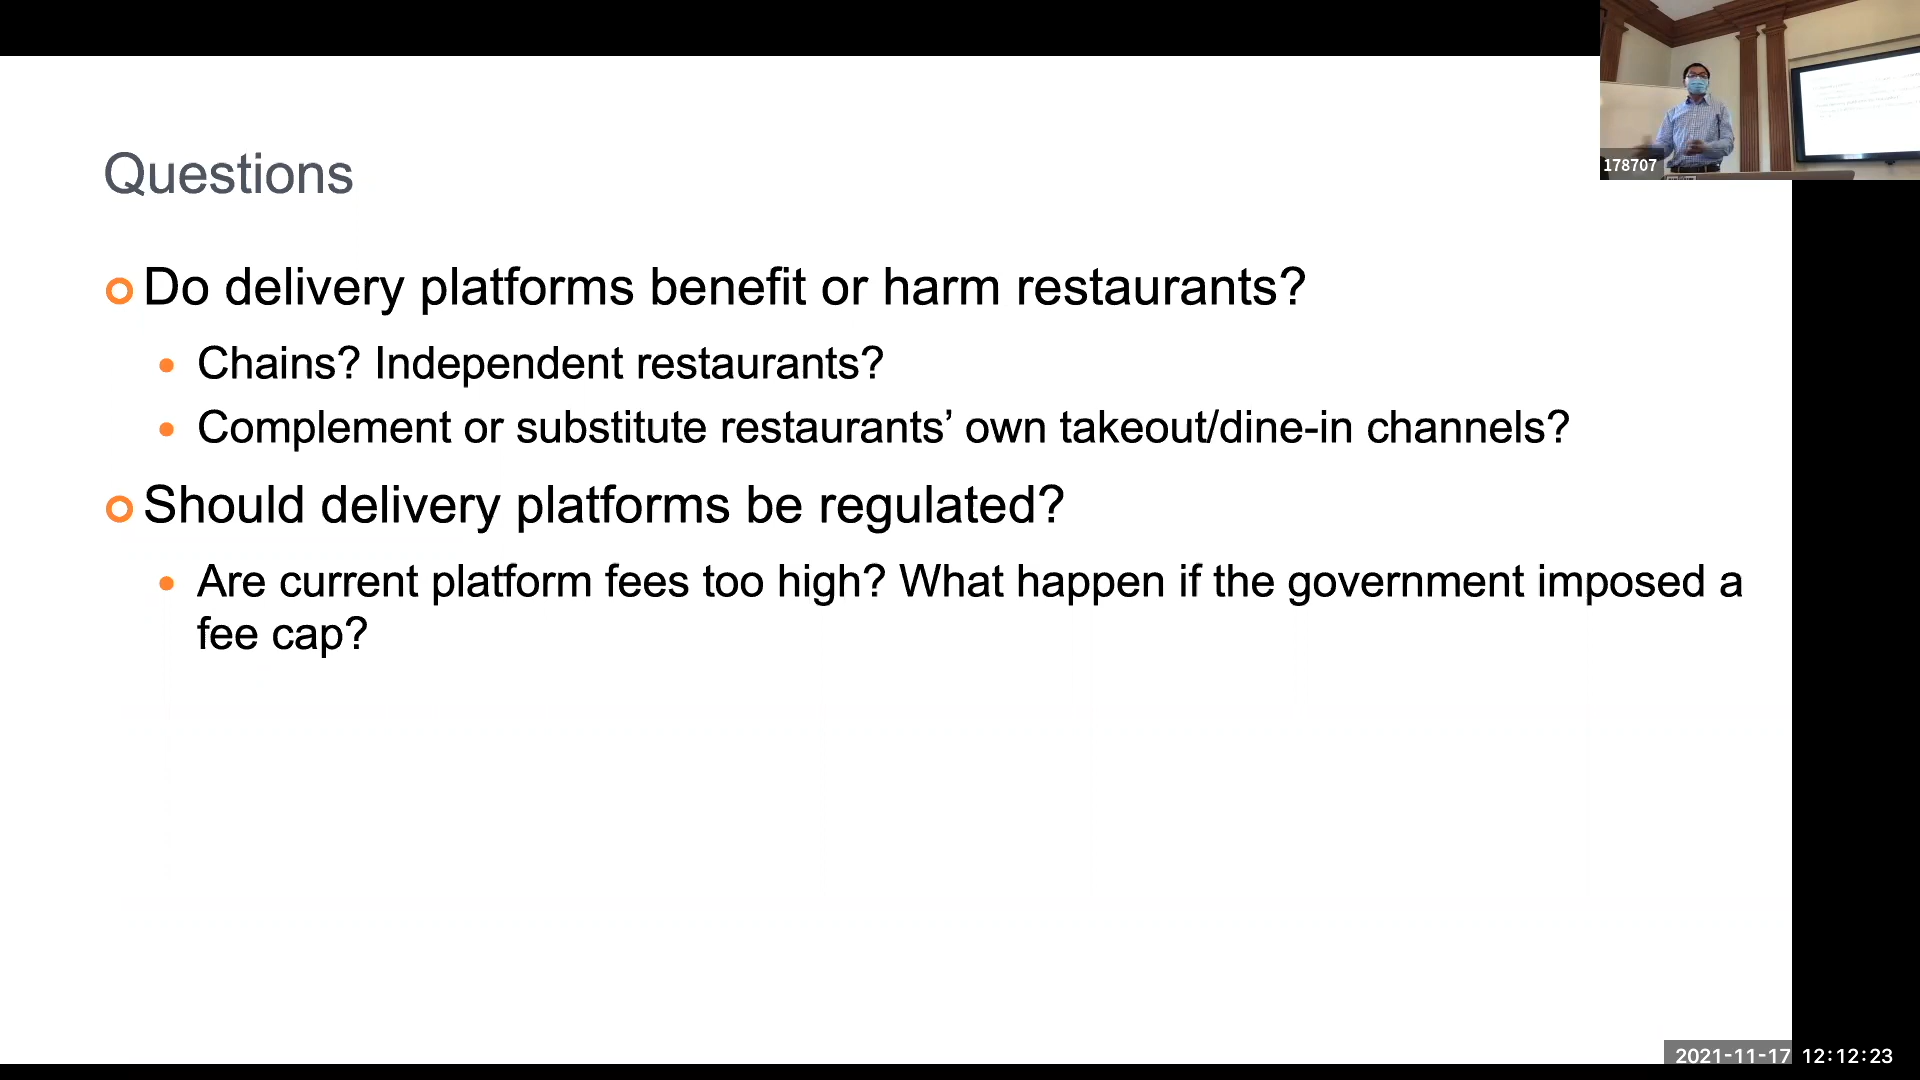 178707
Questions
Do delivery platforms benefit or harm restaurants?
Chains? Independent restaurants?
Complement or substitute restaurants’ own takeout/dine-in channels?
Should delivery platforms be regulated?
Are current platform fees too high? What happen if the government imposed a
fee cap?
2021-11-17 12:12:23